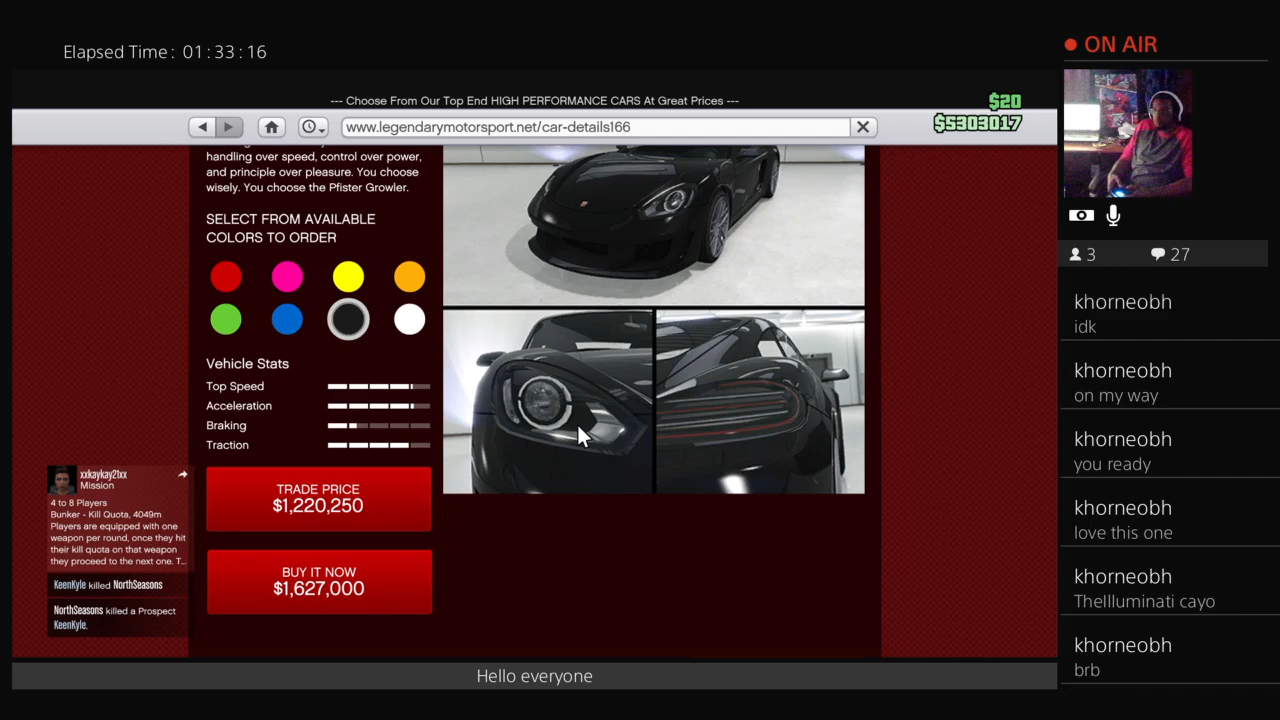 Elapsed Time: 01:33:16
ON AIR
--- Choose From Our Top End HIGH PERFORMANCE CARS At Great Prices ---
$20
$5303017
www.legendarymotorsport.net/car-details166
handling over speed, control over power,
and principle over pleasure. You choose
wisely. You choose the Pfister Growler.
SELECT FROM AVAILABLE
COLORS TO ORDER
Vehicle Stats
Top Speed
Acceleration
Braking
Traction
TRADE PRICE
$1,220,250
BUY IT NOW
$1,627,000
xxkaykay21xx
Mission
4 to 8 Players
Bunker - Kill Quota, 4049m
Players are equipped with one
weapon per round, once they hit
their kill quota on that weapon
they proceed to the next one. T...
KeenKyle killed NorthSeasons
NorthSeasons killed a Prospect
KeenKyle.
Hello everyone
3
27
khorneobh
idk
khorneobh
on my way
khorneobh
you ready
khorneobh
love this one
khorneobh
TheIlluminati cayo
khorneobh
brb